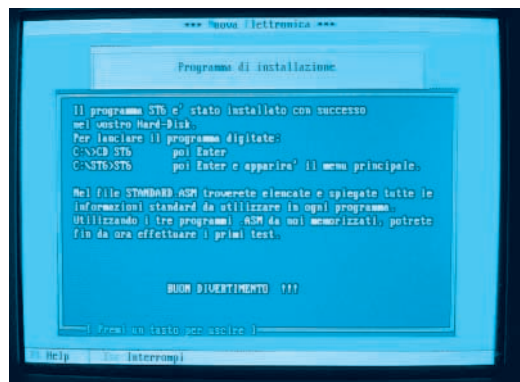 *** Nuova Elettronica ***
Programma di installazione
Il programma ST6 e' stato installato con successo
nel vostro Hard-Disk.
Per lanciare il programma digitate:
C:\>CD ST6 poi Enter
C:\ST6>ST6 poi Enter e apparira' il menu principale.
Nel file STANDARD.ASM troverete elencate e spiegate tutte le
informazioni standard da utilizzare in ogni programma.
Utilizzando i tre programmi .ASM da noi memorizzati, potrete
fin da ora effettuare i primi test.
BUON DIVERTIMENTO !!!
[ Premi un tasto per uscire ]
Help Interrompi